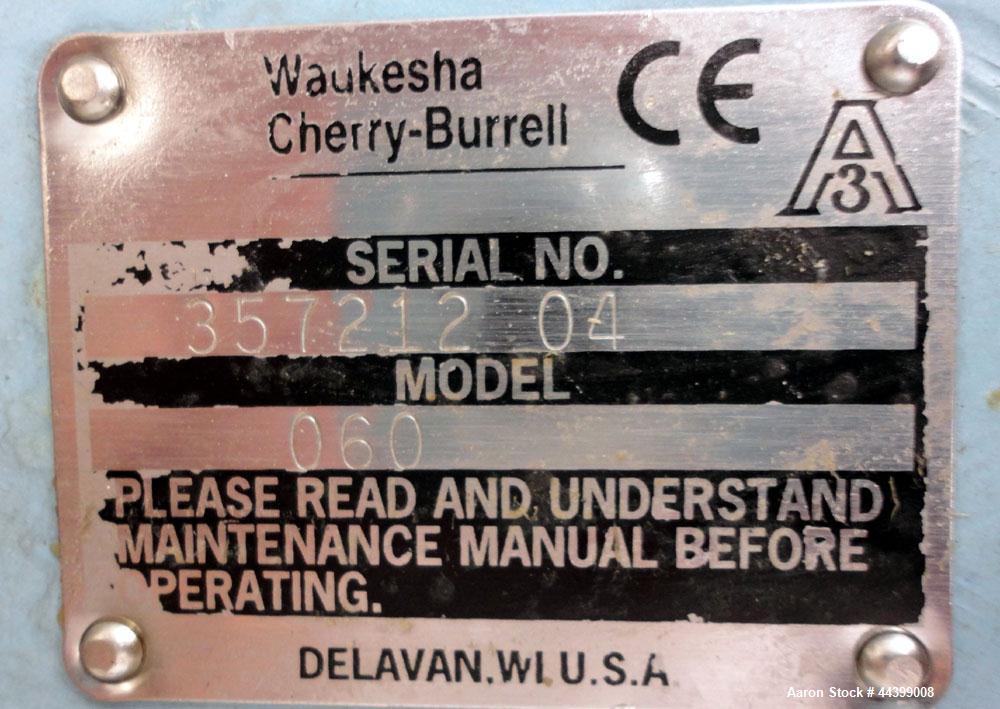 Waukesha
Cherry-Burrell
CE
A
3
SERIAL NO.
357212 04
MODEL
060
PLEASE READ AND UNDERSTAND
MAINTENANCE MANUAL BEFORE
OPERATING.
DELAVAN, WI U.S.A
Aaron Stock # 44399008